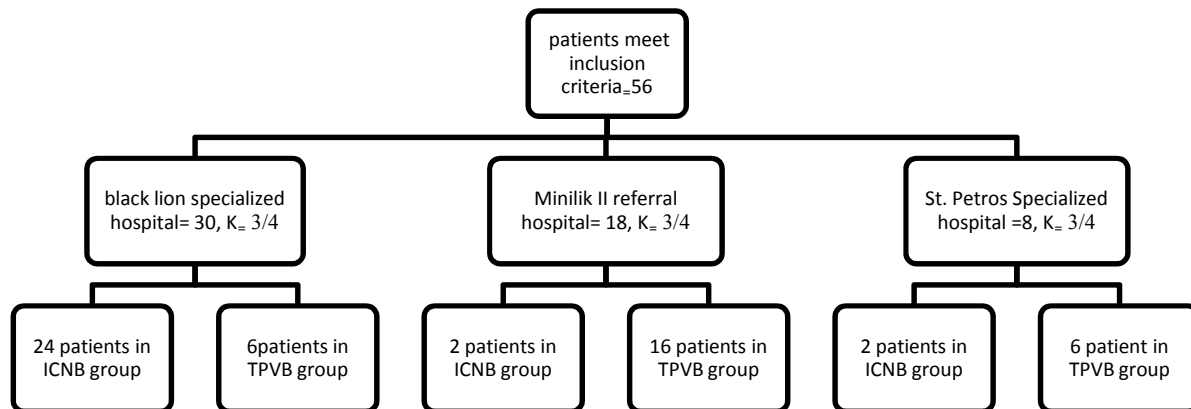 patients meet
inclusion
criteria=56
black lion specialized
hospital= 30, K= 3/4
Minilik II referral
hospital= 18, K= 3/4
St. Petros Specialized
hospital =8, K= 3/4
24 patients in
ICNB group
6patients in
TPVB group
2 patients in
ICNB group
16 patients in
TPVB group
2 patients in
ICNB group
6 patient in
TPVB group